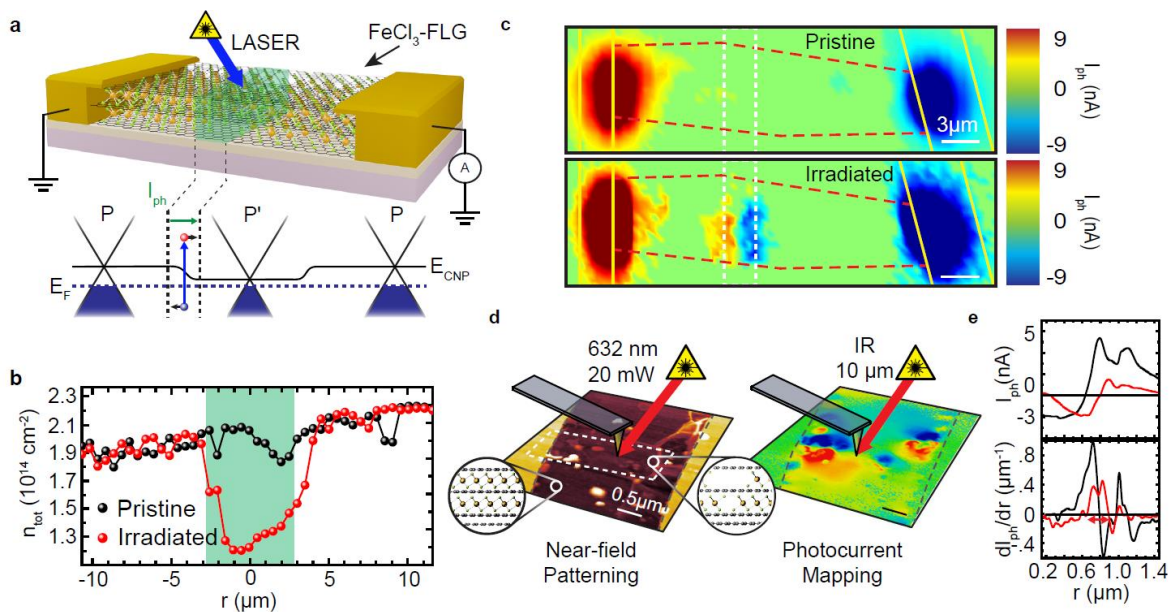 a
LASER
FeCl3-FLG
A
Iph
P
P'
P
ECNP
EF
b
ntot (10^14 cm^-2)
2.3
2.1
1.9
1.7
1.5
1.3
Pristine
Irradiated
-10
-5
0
5
10
r (µm)
c
Pristine
3µm
9
0
-9
Iph (nA)
Irradiated
9
0
-9
Iph (nA)
d
632 nm
20 mW
0.5µm
Near-field
Patterning
IR
10 µm
Photocurrent
Mapping
e
Iph(nA)
5
0
-3
dIph/dr (µm^-1)
.8
.4
0
-.4
0.2
0.6
1.0
1.4
r (µm)